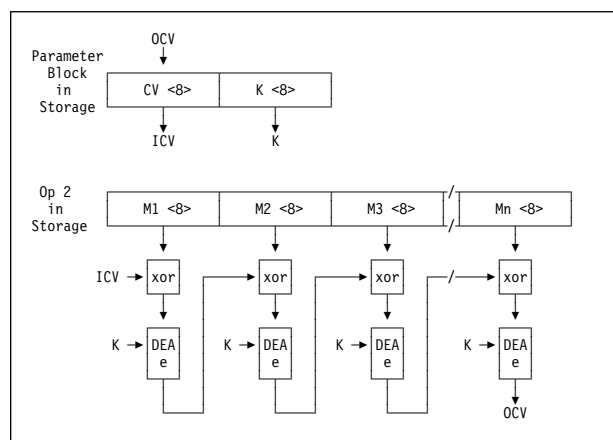 OCV
Parameter
Block
in
Storage
CV <8> K <8>
ICV K
Op 2
in
Storage
M1 <8> M2 <8> M3 <8> / / Mn <8>
ICV xor xor xor / xor
K DEA K DEA K DEA K DEA
e e e e
OCV